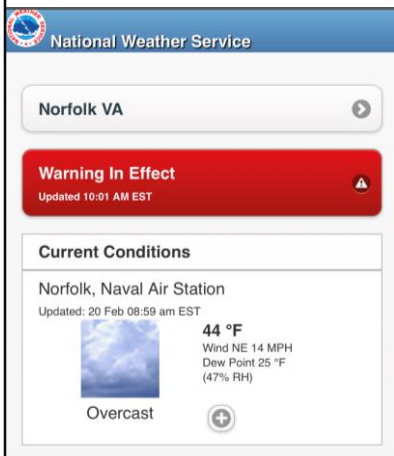 National Weather Service
Norfolk VA
Warning In Effect
Updated 10:01 AM EST
Current Conditions
Norfolk, Naval Air Station
Updated: 20 Feb 08:59 am EST
44 °F
Wind NE 14 MPH
Dew Point 25 °F
(47% RH)
Overcast